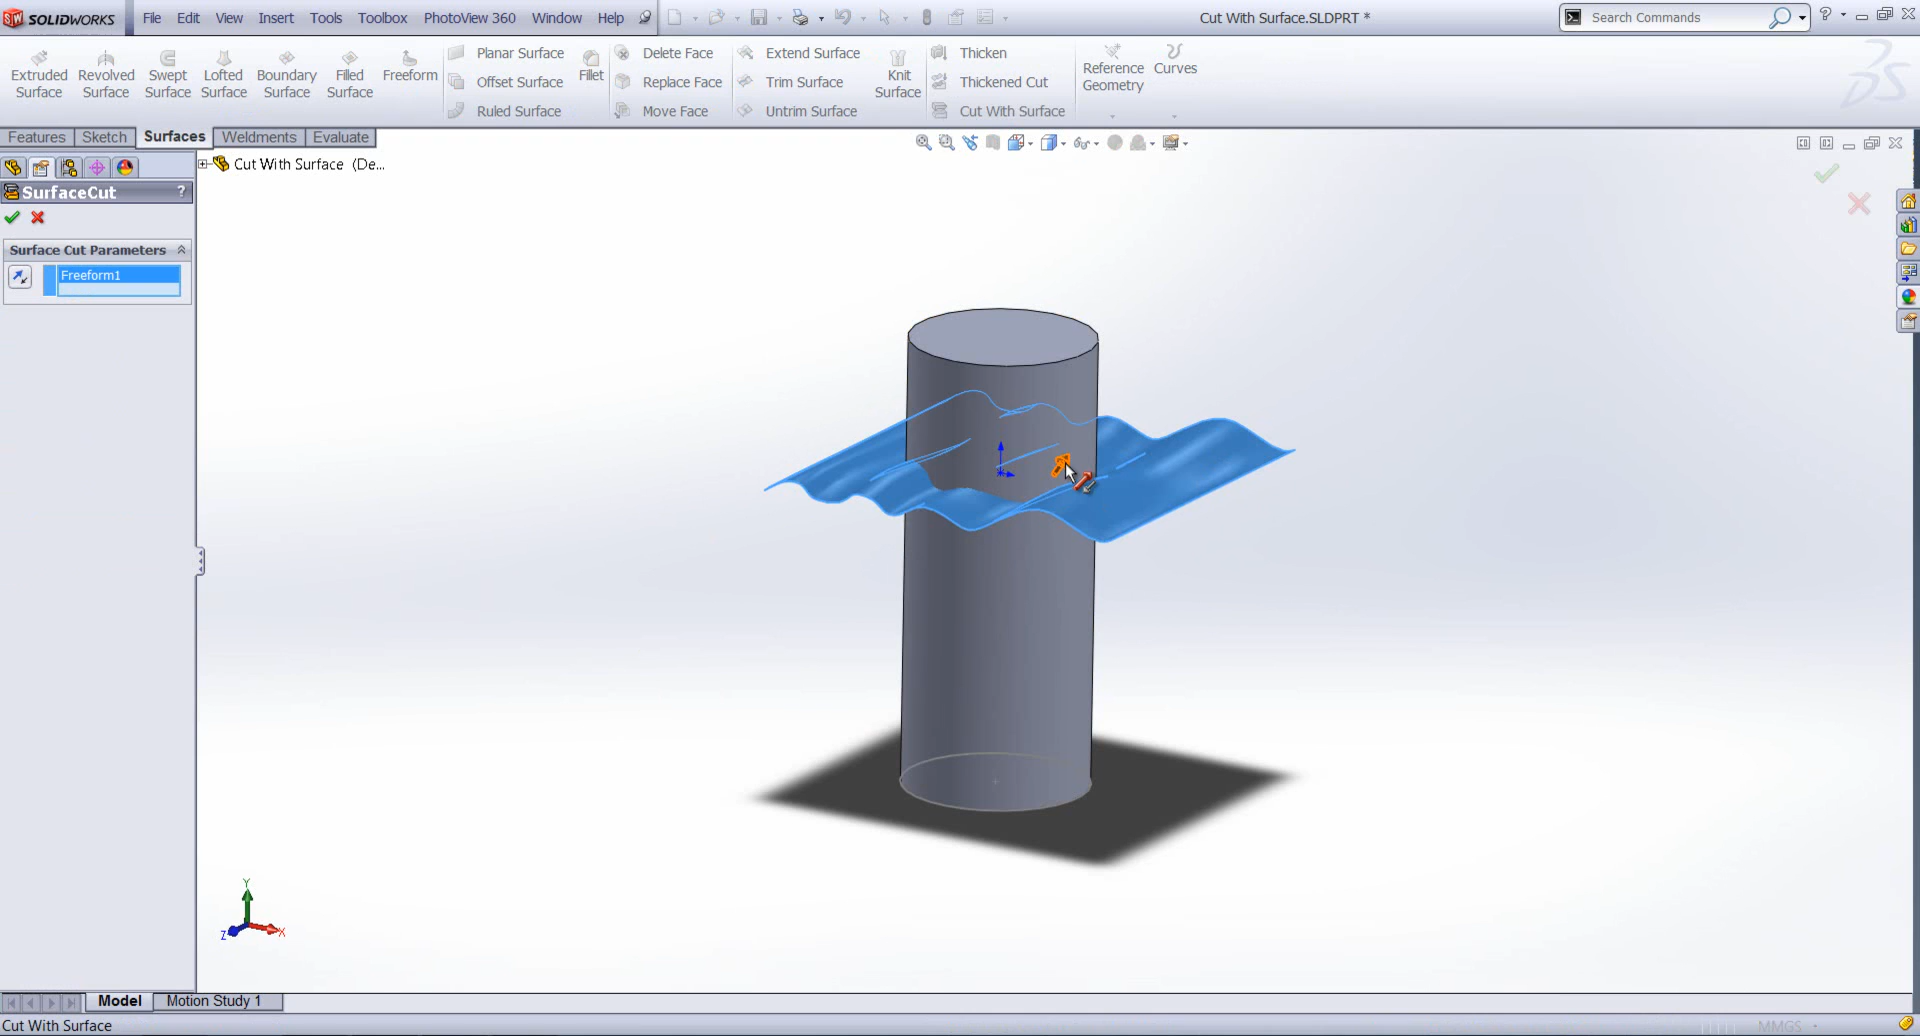 SOLIDWORKS File Edit View Insert Tools Toolbox PhotoView 360 Window Help Cut With Surface.SLDPRT * Search Commands ?
Extruded Surface
Revolved Surface
Swept Surface
Lofted Surface
Boundary Surface
Filled Surface
Freeform
Planar Surface
Offset Surface
Ruled Surface
Fillet
Delete Face
Replace Face
Move Face
Extend Surface
Trim Surface
Untrim Surface
Knit Surface
Thicken
Thickened Cut
Cut With Surface
Reference Geometry
Curves
Features Sketch Surfaces Weldments Evaluate
Cut With Surface (De...
SurfaceCut ?
Surface Cut Parameters
Freeform1
Y
Z X
Model Motion Study 1
Cut With Surface MMGS